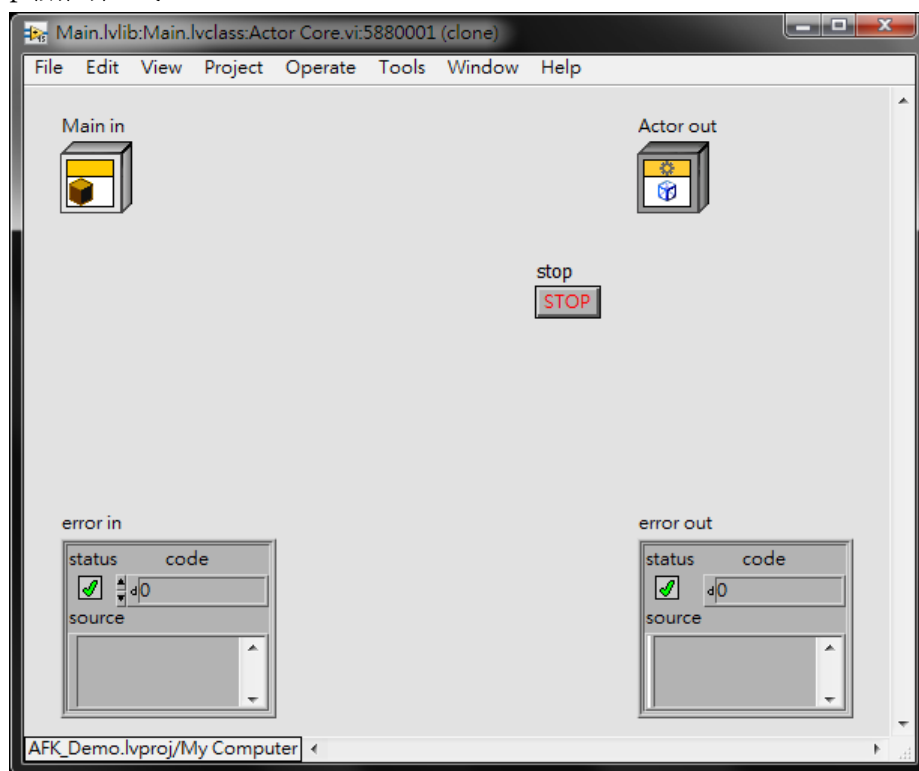 Main.lvlib:Main.lvclass:Actor Core.vi:5880001 (clone)
File Edit View Project Operate Tools Window Help
Main in
Actor out
stop
STOP
error in
error out
status code
status code
d 0
d 0
source
source
AFK_Demo.lvproj/My Computer